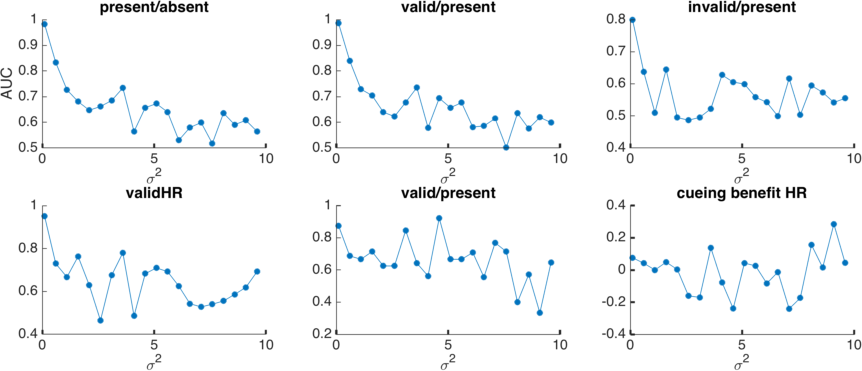 present/absent valid/present invalid/present
1 1 0.8
0.9 0.9 0.7
0.8 0.8 0.6
0.7 0.7 0.5
0.6 0.6 0.4
0.5 0.5
AUC
0 5 10 0 5 10 0 5 10
σ² σ² σ²
validHR valid/present cueing benefit HR
1 1 0.4
0.8 0.8 0.2
0.6 0.6 0
0.4 0.4 -0.2
0.2 -0.4
0 5 10 0 5 10 0 5 10
σ² σ² σ²